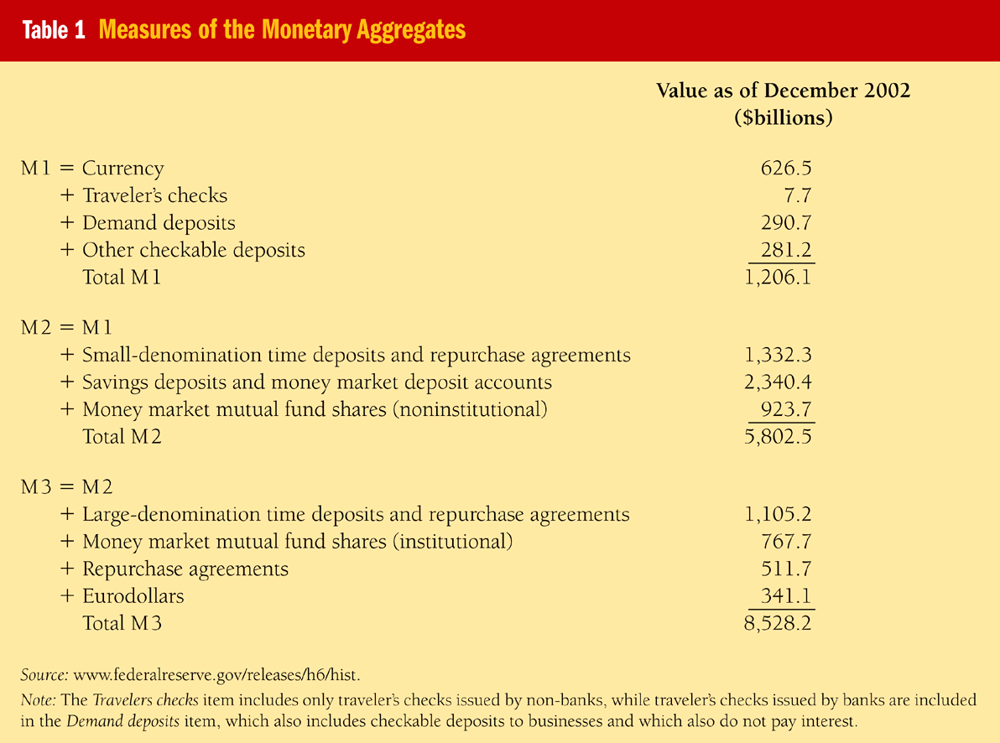 Table 1 Measures of the Monetary Aggregates
Value as of December 2002
($billions)
M1 = Currency 626.5
+ Traveler's checks 7.7
+ Demand deposits 290.7
+ Other checkable deposits 281.2
Total M1 1,206.1
M2 = M1
+ Small-denomination time deposits and repurchase agreements 1,332.3
+ Savings deposits and money market deposit accounts 2,340.4
+ Money market mutual fund shares (noninstitutional) 923.7
Total M2 5,802.5
M3 = M2
+ Large-denomination time deposits and repurchase agreements 1,105.2
+ Money market mutual fund shares (institutional) 767.7
+ Repurchase agreements 511.7
+ Eurodollars 341.1
Total M3 8,528.2
Source: www.federalreserve.gov/releases/h6/hist.
Note: The Travelers checks item includes only traveler's checks issued by non-banks, while traveler's checks issued by banks are included
in the Demand deposits item, which also includes checkable deposits to businesses and which also do not pay interest.